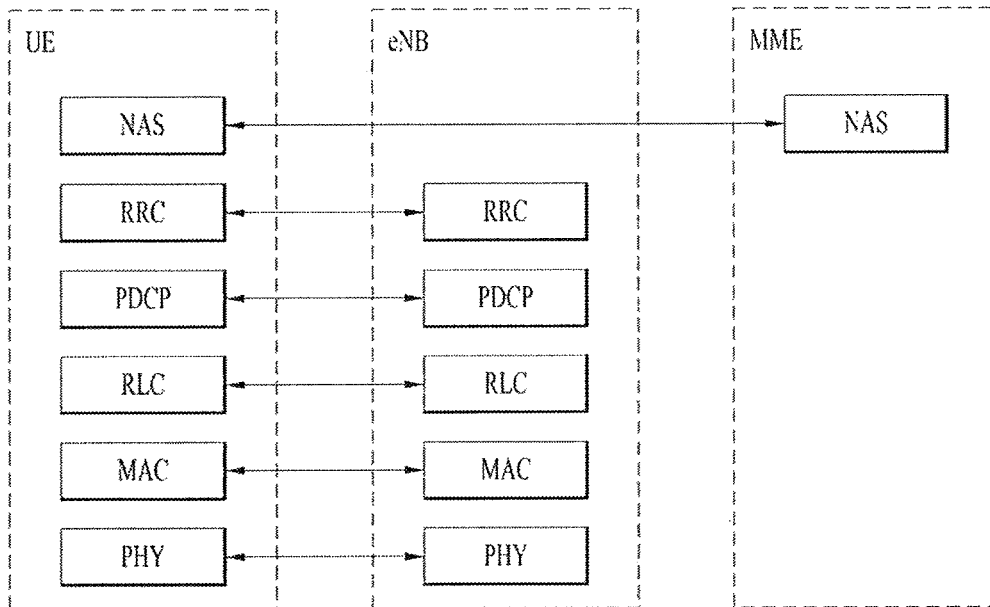 UE
eNB
MME
NAS
NAS
RRC
RRC
PDCP
PDCP
RLC
RLC
MAC
MAC
PHY
PHY